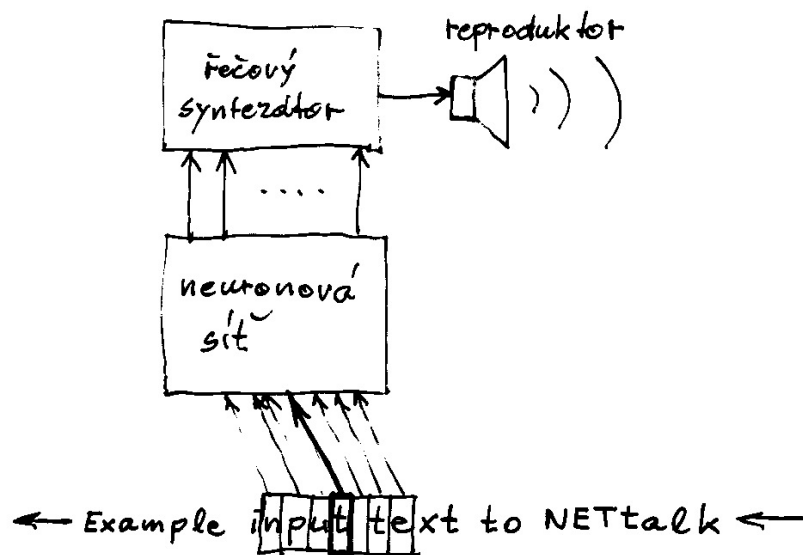 reproduktor
řečový
syntezátor
....
neuronová
síť
Example input text to NETtalk